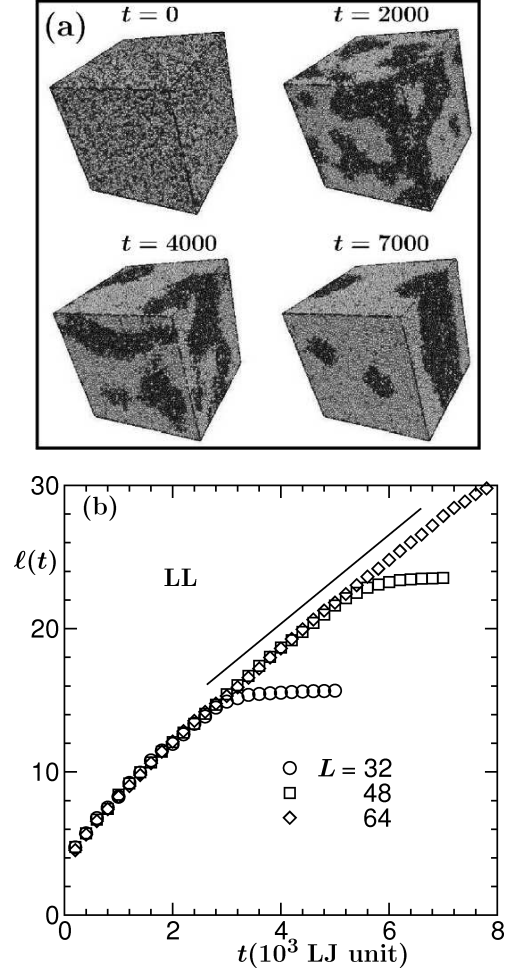 (a)
t = 0
t = 2000
t = 4000
t = 7000
(b)
30
ℓ(t)
LL
20
10
0
L = 32
48
64
0 2 4 6 8
t(10³ LJ unit)